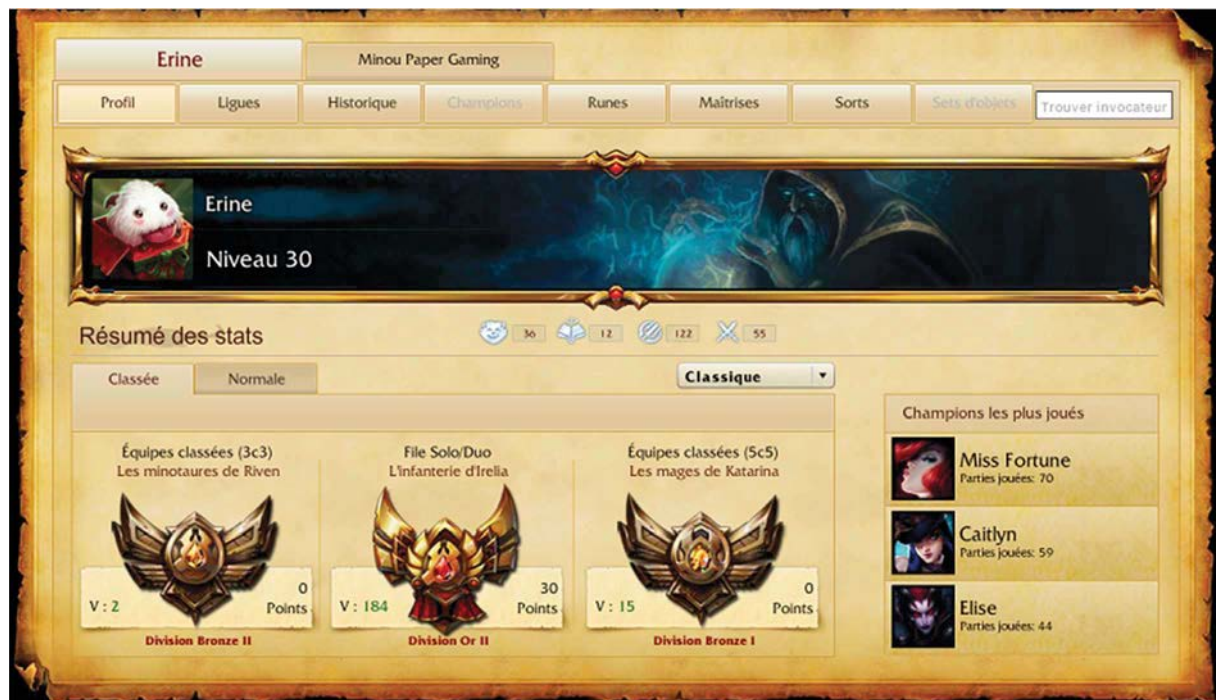 Erine
Minou Paper Gaming
Profil
Ligues
Historique
Champions
Runes
Maîtrises
Sorts
Sets d'objets
Trouver invocateur
Erine
Niveau 30
Résumé des stats
36
12
122
55
Classée
Normale
Classique
Équipes classées (3c3)
Les minotaures de Riven
V : 2
0
Points
Division Bronze II
File Solo/Duo
L'infanterie d'Irelia
V : 184
30
Points
Division Or II
Équipes classées (5c5)
Les mages de Katarina
V : 15
0
Points
Division Bronze I
Champions les plus joués
Miss Fortune
Parties jouées: 70
Caitlyn
Parties jouées: 59
Elise
Parties jouées: 44